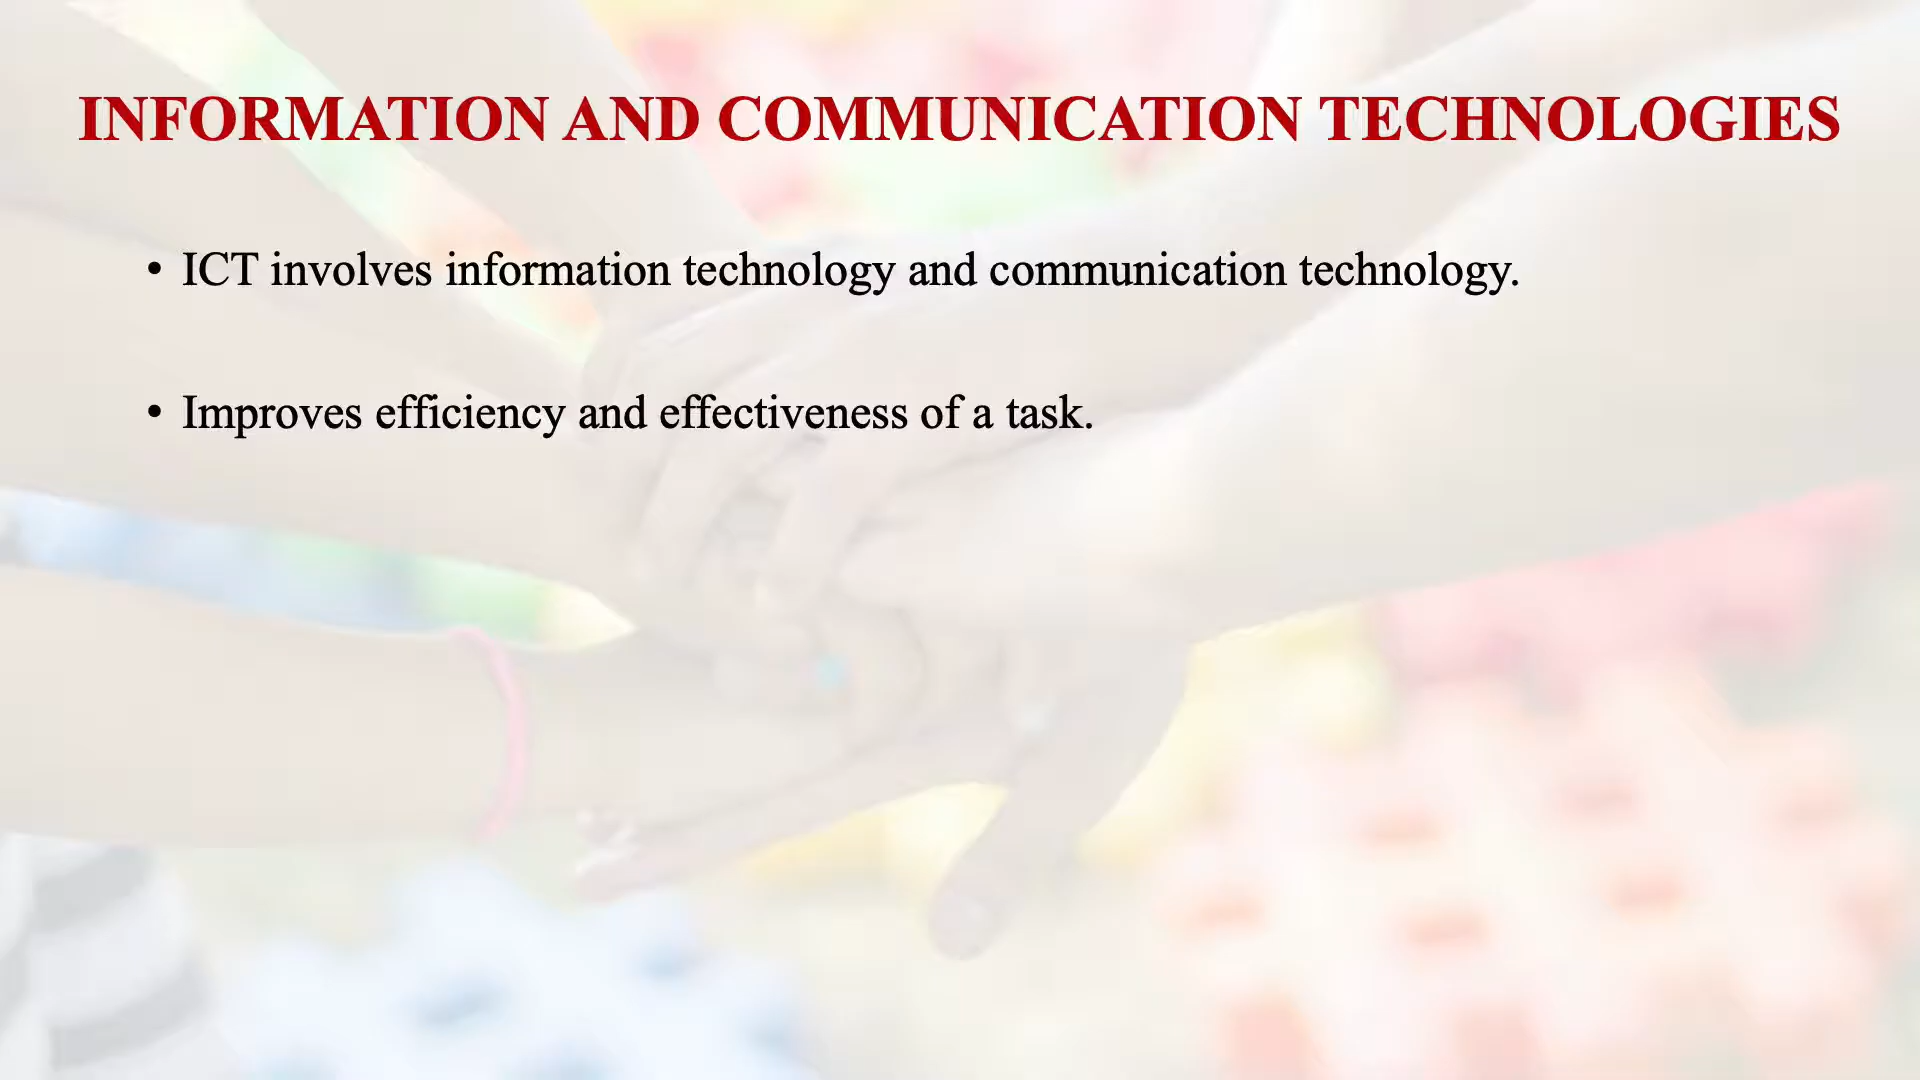 INFORMATION AND COMMUNICATION TECHNOLOGIES
• ICT involves information technology and communication technology.
• Improves efficiency and effectiveness of a task.